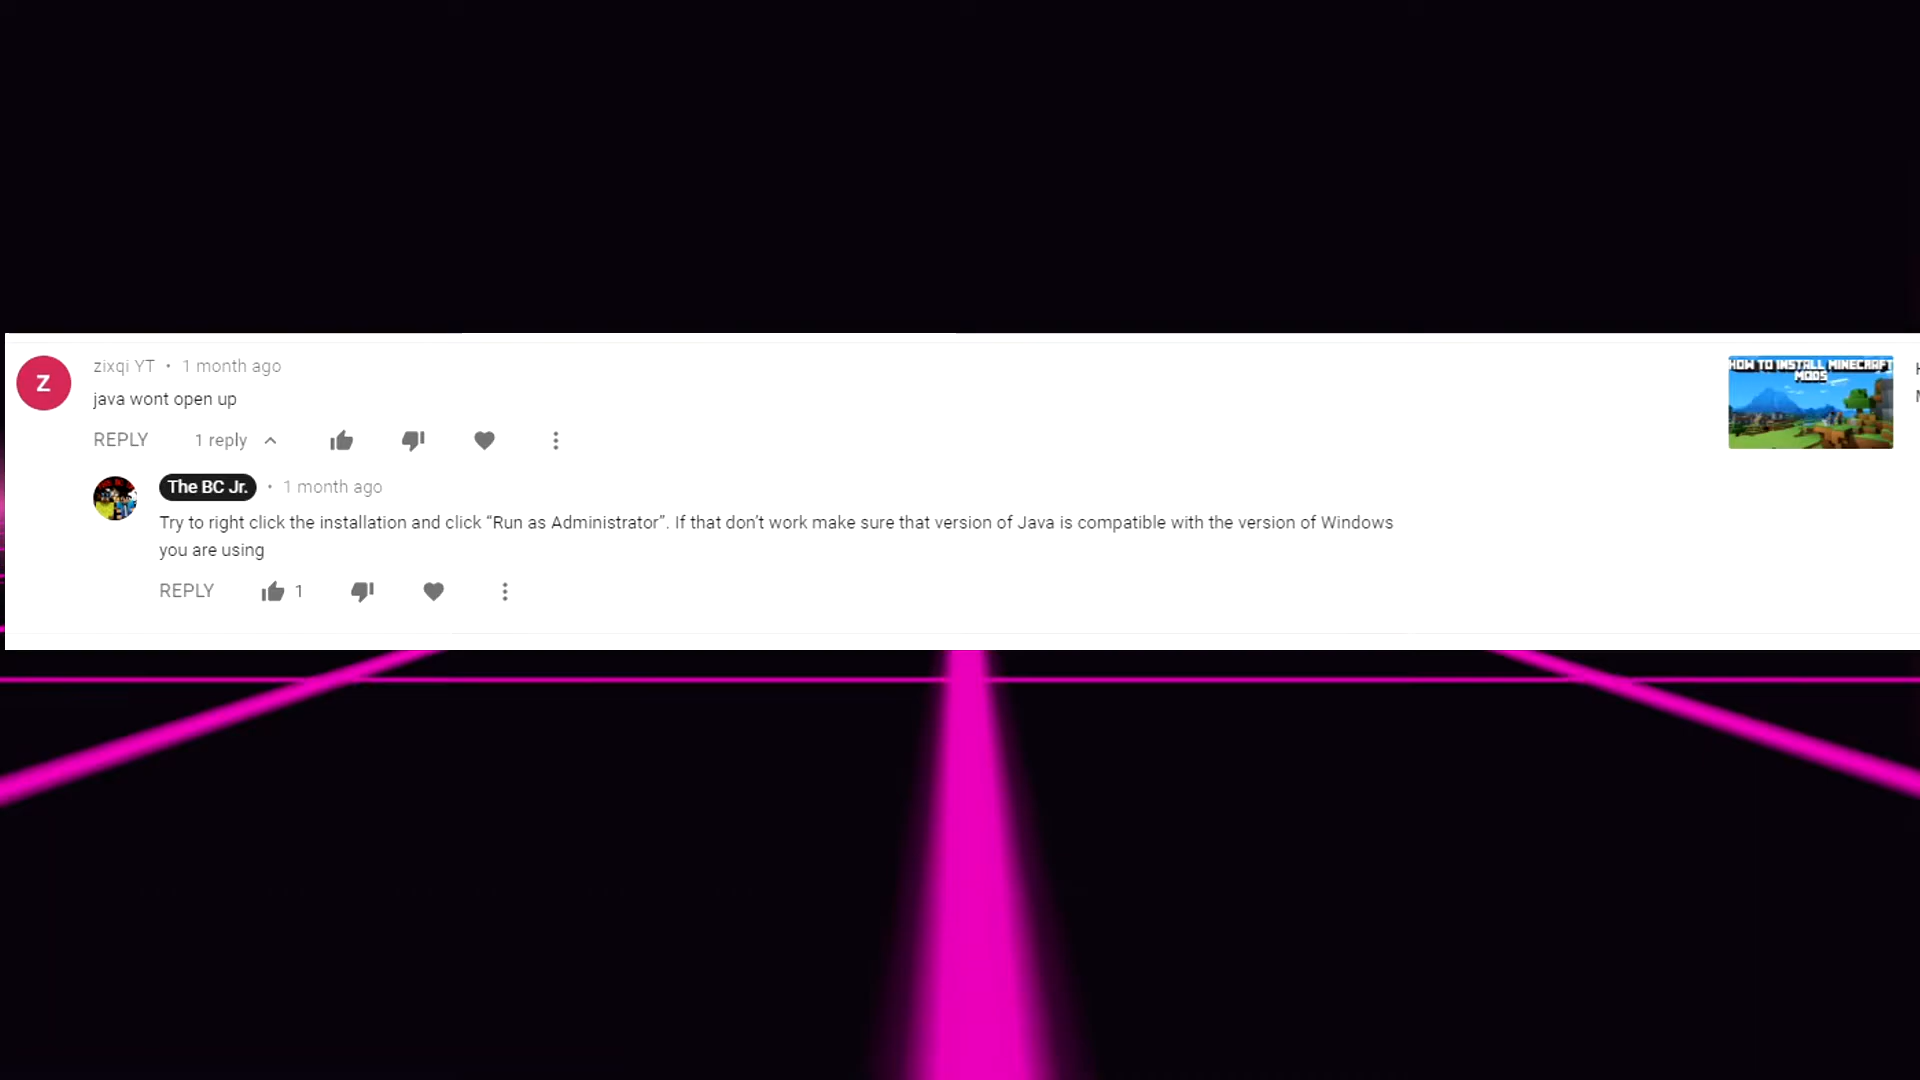 Z
zixqi YT • 1 month ago
java wont open up
REPLY 1 reply
The BC Jr. • 1 month ago
Try to right click the installation and click “Run as Administrator”. If that don’t work make sure that version of Java is compatible with the version of Windows
you are using
REPLY 1
HOW TO INSTALL MINECRAFT
MODS